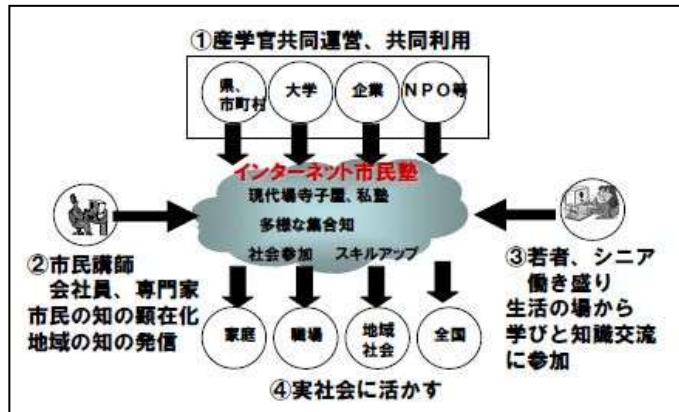 ①産学官共同運営、共同利用
県、
市町村
大学
企業
NPO等
インターネット市民塾
現代場寺子屋、私塾
多様な集合知
社会参加 スキルアップ
②市民講師
会社員、専門家
市民の知の顕在化
地域の知の発信
③若者、シニア
働き盛り
生活の場から
学びと知識交流
に参加
家庭
職場
地域
社会
全国
④実社会に活かす